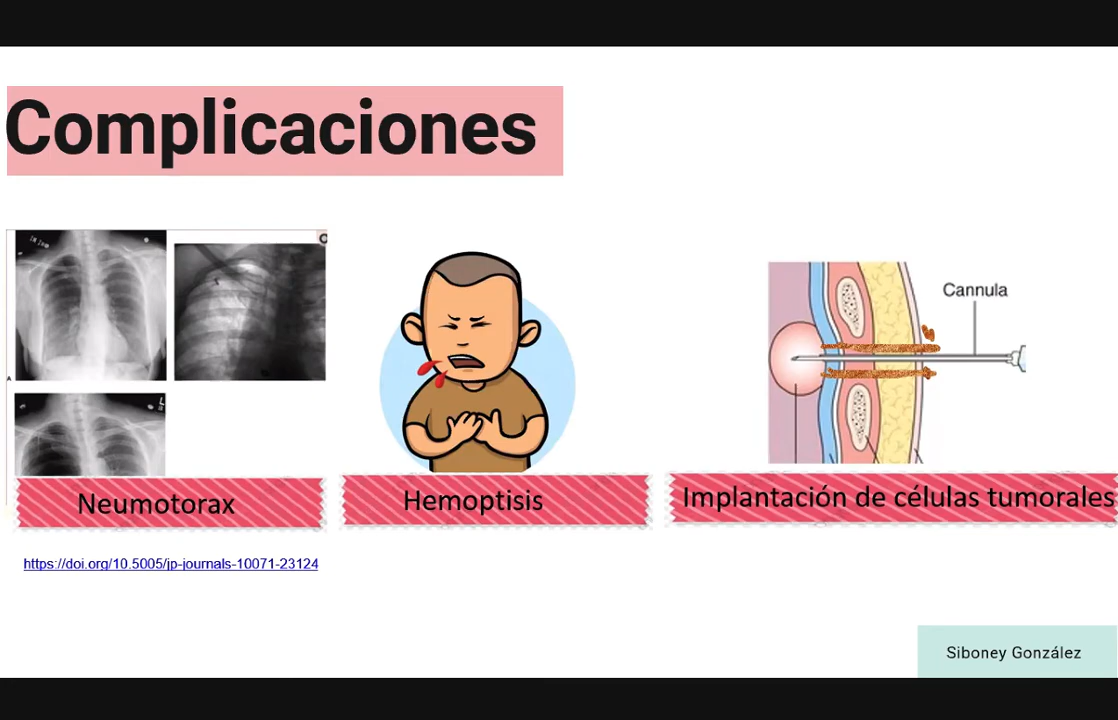 Complicaciones
Cannula
Neumotorax
Hemoptisis
Implantación de células tumorales
https://doi.org/10.5005/jp-journals-10071-23124
Siboney González